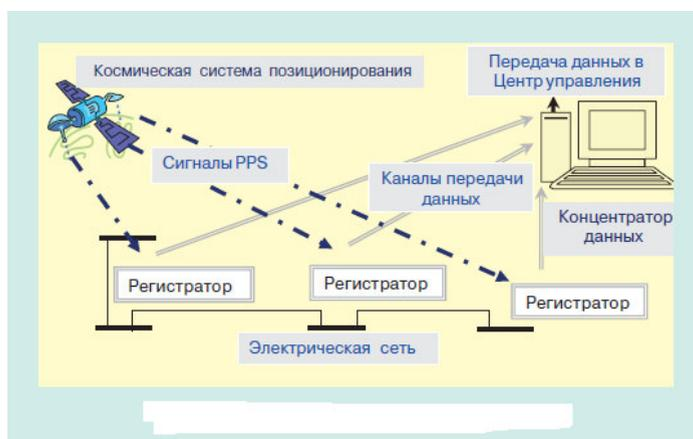 Космическая система позиционирования
Передача данных в
Центр управления
Сигналы PPS
Каналы передачи
данных
Концентратор
данных
Регистратор
Регистратор
Регистратор
Электрическая сеть